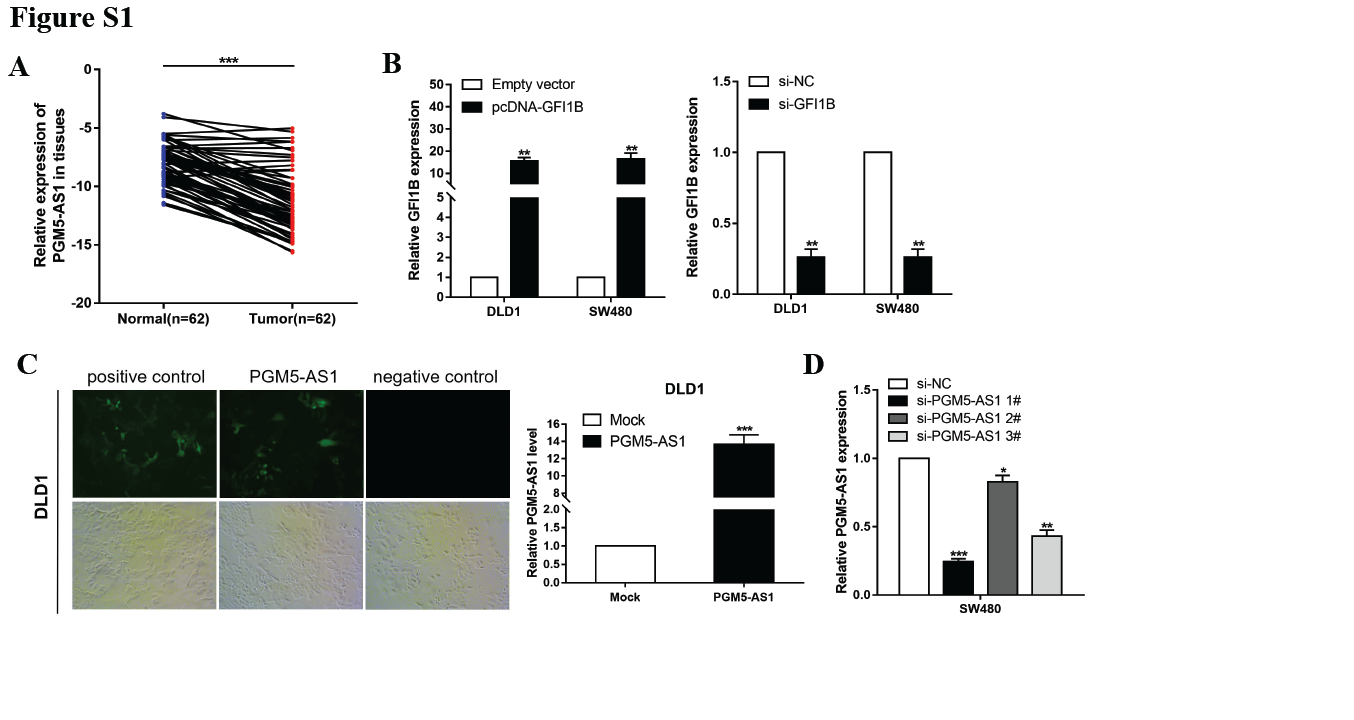 Figure S1
A
***
Relative expression of
PGM5-AS1 in tissues
0
-5
-10
-15
-20
Normal(n=62)
Tumor(n=62)
B
Relative GFI1B expression
50
40
30
20
10
5
4
3
2
1
0
Empty vector
pcDNA-GFI1B
**
**
DLD1
SW480
Relative GFI1B expression
1.5
1.0
0.5
0.0
si-NC
si-GFI1B
**
**
DLD1
SW480
C
positive control
PGM5-AS1
negative control
DLD1
DLD1
Relative PGM5-AS1 level
16
14
12
10
8
2.0
1.5
1.0
0.5
0.0
Mock
PGM5-AS1
***
Mock
PGM5-AS1
D
Relative PGM5-AS1 expression
1.5
1.0
0.5
0.0
si-NC
si-PGM5-AS1 1#
si-PGM5-AS1 2#
si-PGM5-AS1 3#
***
*
**
SW480